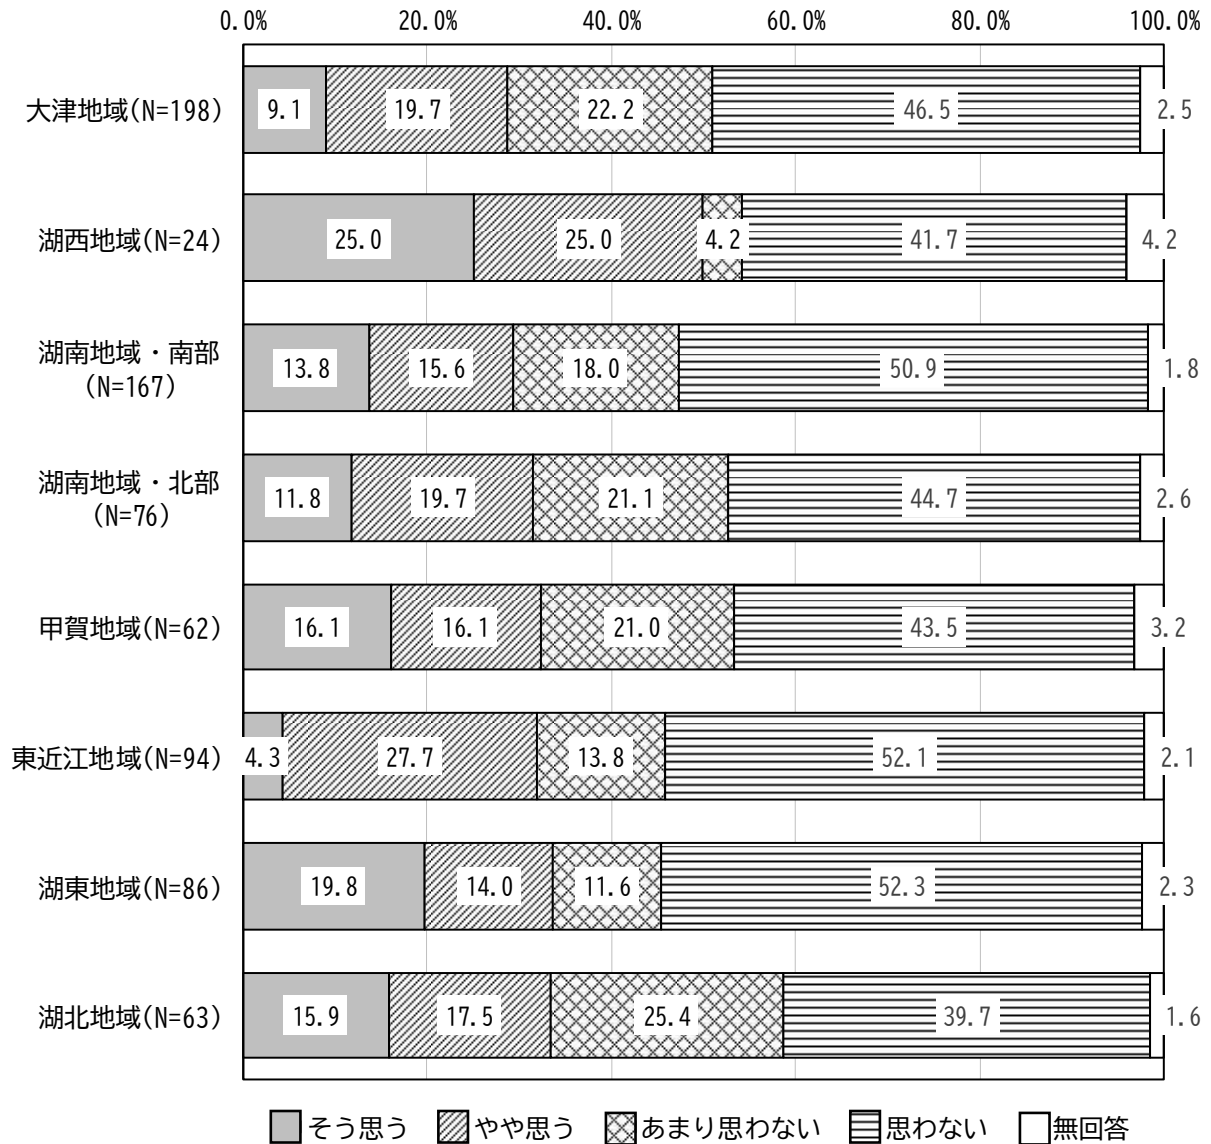 0.0% 20.0% 40.0% 60.0% 80.0% 100.0%
大津地域(N=198) 9.1 19.7 22.2 46.5 2.5
湖西地域(N=24) 25.0 25.0 4.2 41.7 4.2
湖南地域・南部
(N=167) 13.8 15.6 18.0 50.9 1.8
湖南地域・北部
(N=76) 11.8 19.7 21.1 44.7 2.6
甲賀地域(N=62) 16.1 16.1 21.0 43.5 3.2
東近江地域(N=94) 4.3 27.7 13.8 52.1 2.1
湖東地域(N=86) 19.8 14.0 11.6 52.3 2.3
湖北地域(N=63) 15.9 17.5 25.4 39.7 1.6
そう思う やや思う あまり思わない 思わない 無回答